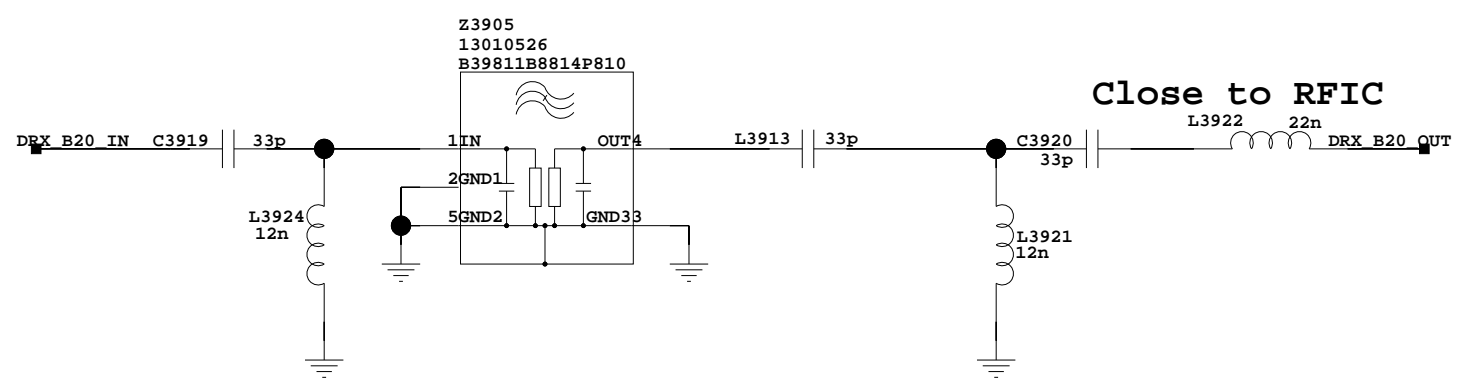 Z3905
13010526
B39811B8814P810
Close to RFIC
L3922
22n
DRX_B20_IN
C3919
33p
1IN
OUT4
L3913
33p
C3920
33p
DRX_B20_OUT
2GND1
L3924
12n
5GND2
GND33
L3921
12n